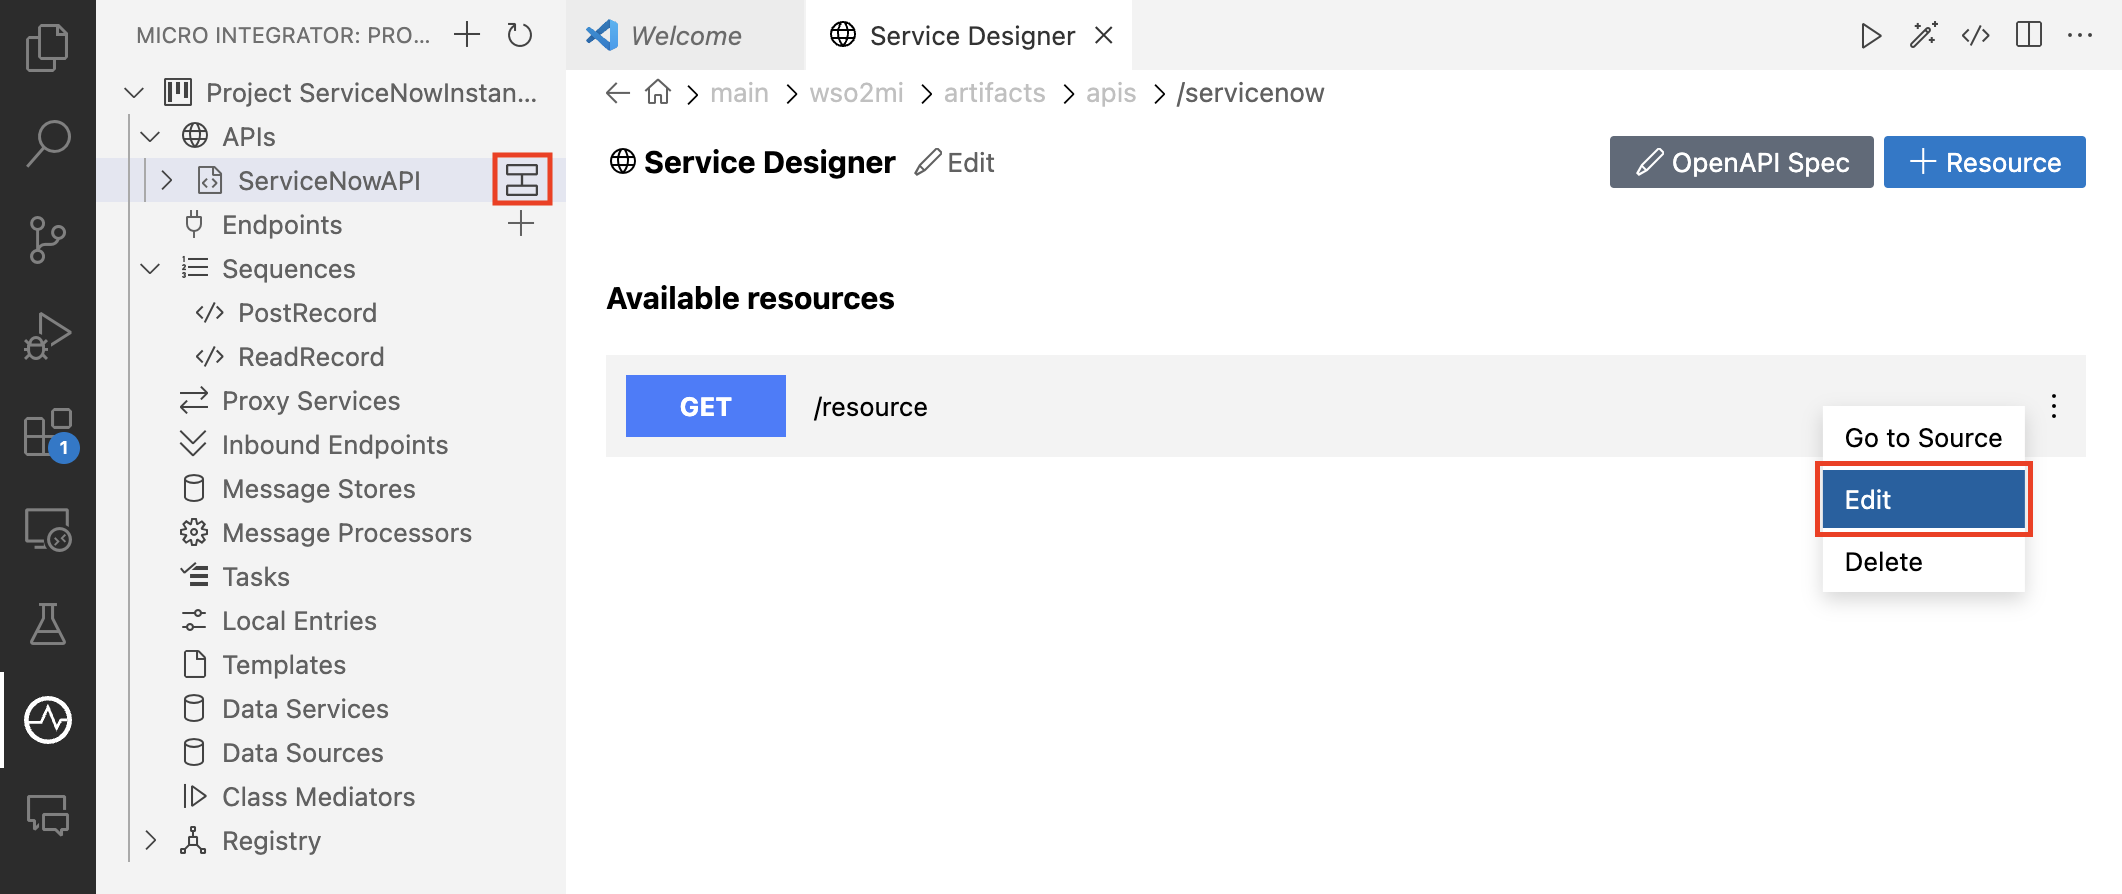 MICRO INTEGRATOR: PRO...
Welcome
Service Designer
Project ServiceNowInstan...
APIs
ServiceNowAPI
Endpoints
Sequences
PostRecord
ReadRecord
Proxy Services
Inbound Endpoints
Message Stores
Message Processors
Tasks
Local Entries
Templates
Data Services
Data Sources
Class Mediators
Registry
1
main > wso2mi > artifacts > apis > /servicenow
Service Designer Edit
OpenAPI Spec
Resource
Available resources
GET /resource
Go to Source
Edit
Delete